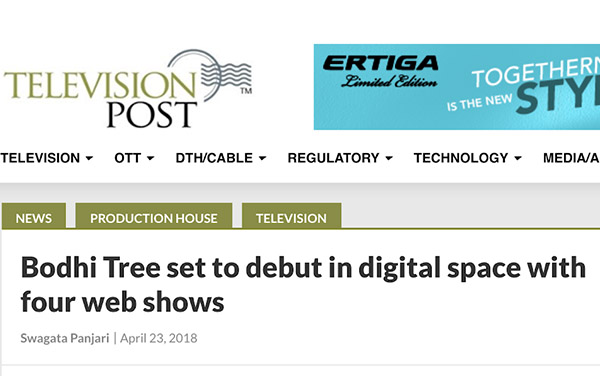 TELEVISION
POST
TM
ERTIGA
Limited Edition
TOGETHERN
IS THE NEW STY
TELEVISION OTT DTH/CABLE REGULATORY TECHNOLOGY MEDIA/A
NEWS PRODUCTION HOUSE TELEVISION
Bodhi Tree set to debut in digital space with
four web shows
Swagata Panjari | April 23, 2018